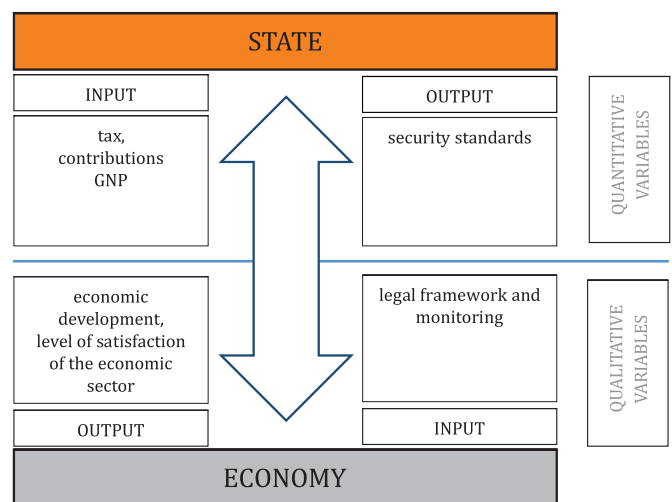 STATE
INPUT
OUTPUT
tax,
contributions
GNP
security standards
QUANTITATIVE
VARIABLES
economic
development,
level of satisfaction
of the economic
sector
legal framework and
monitoring
QUALITATIVE
VARIABLES
OUTPUT
INPUT
ECONOMY